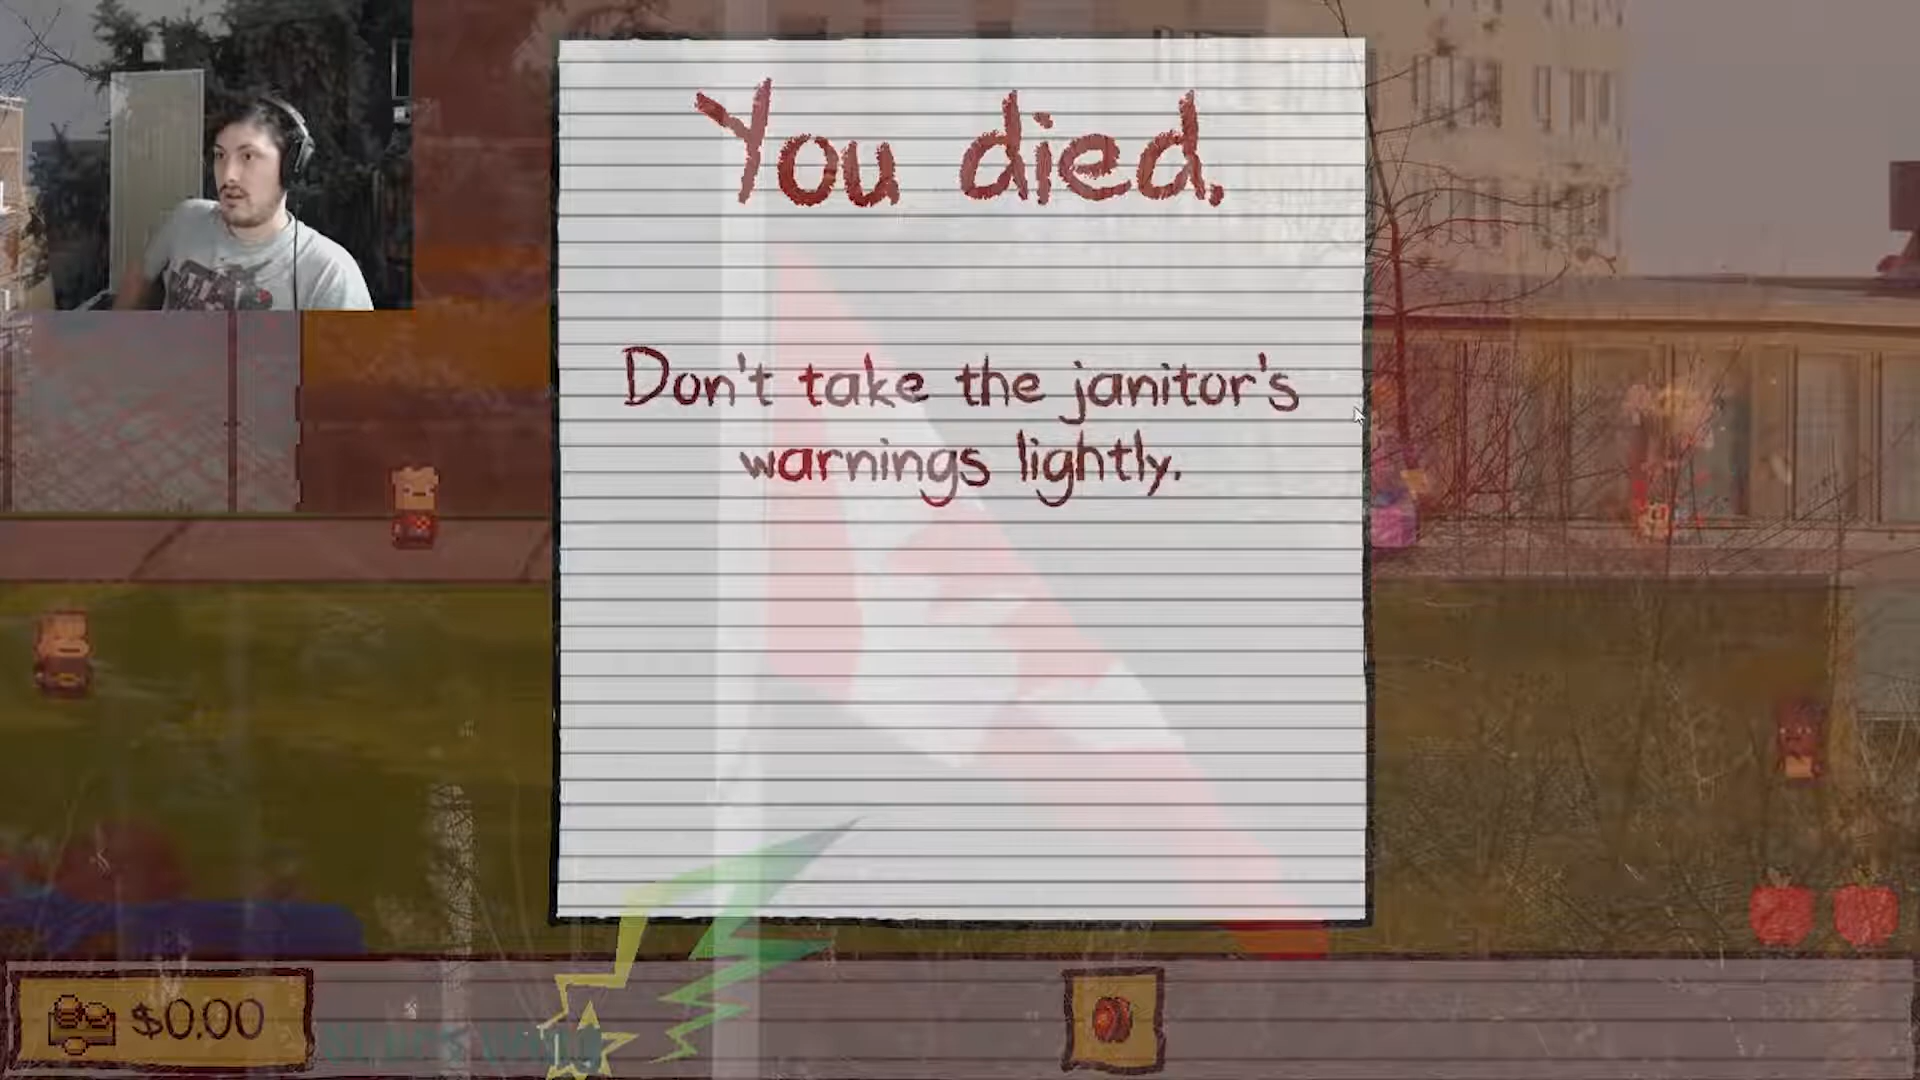 You died.
Don't take the janitor's
warnings lightly.
$0.00